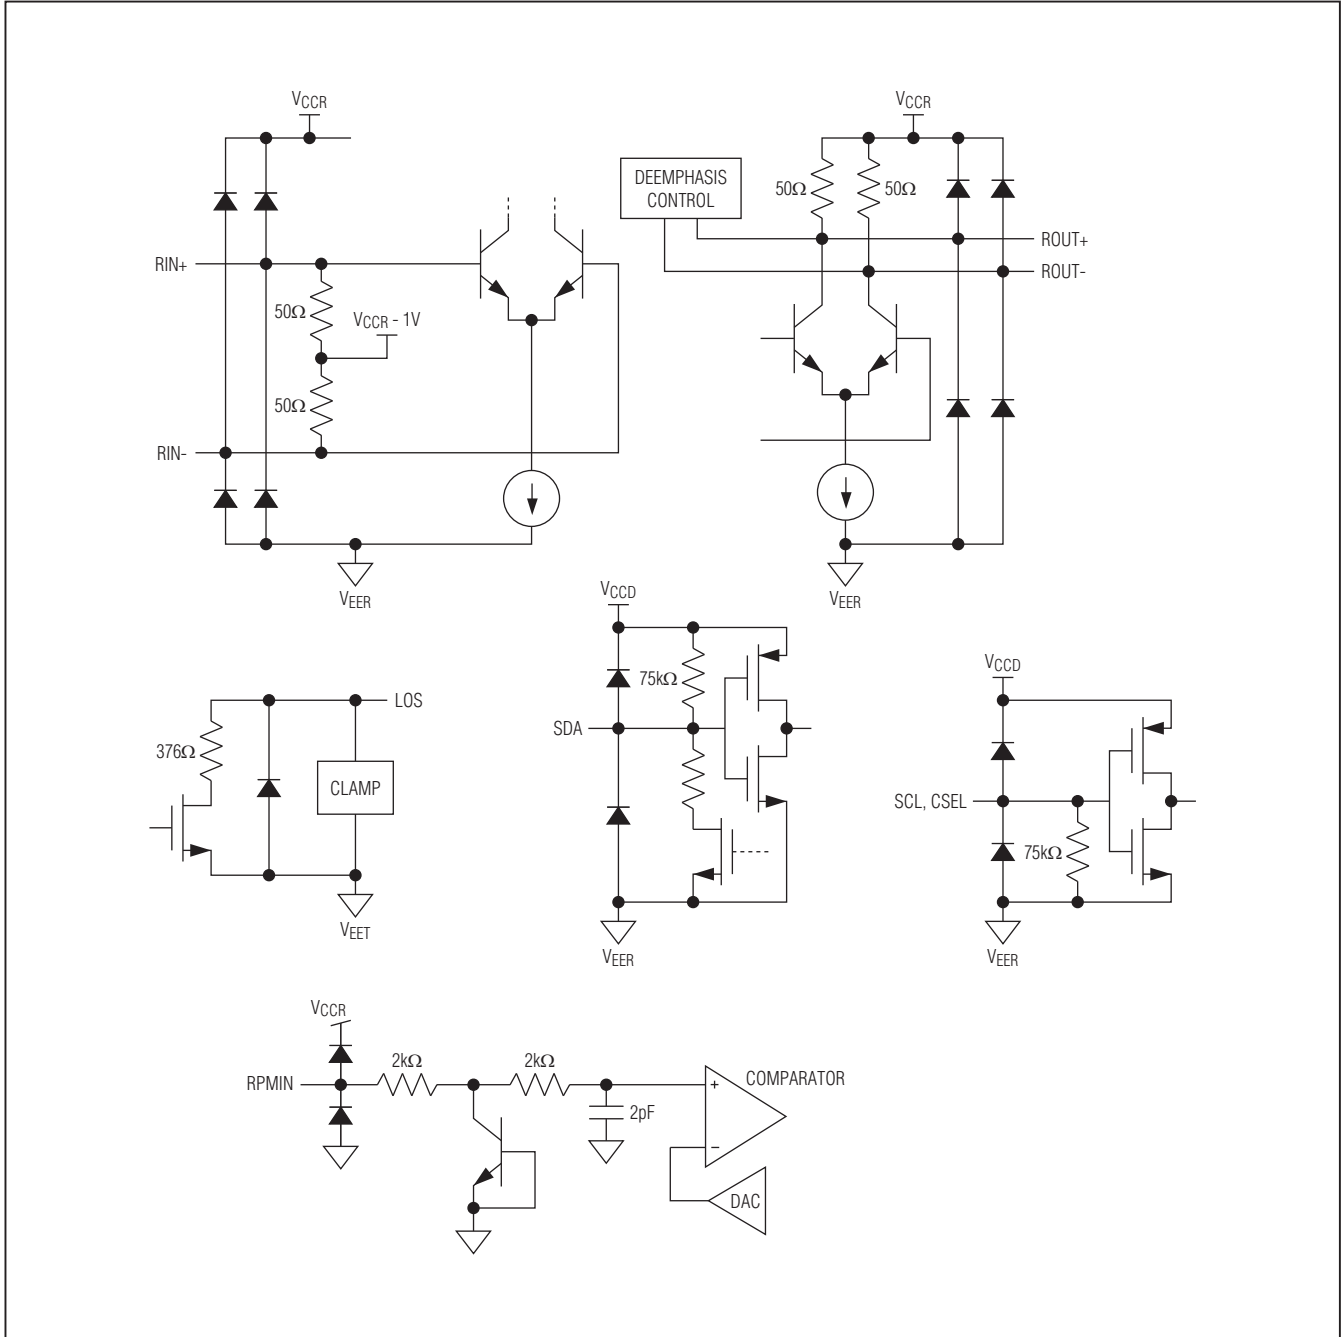 VCCR
RIN+
50Ω
VCCR - 1V
50Ω
RIN-
VEER
VCCR
DEEMPHASIS
CONTROL
50Ω
50Ω
ROUT+
ROUT-
VEER
LOS
376Ω
CLAMP
VEET
VCCD
75kΩ
SDA
VEER
VCCD
SCL, CSEL
75kΩ
VEER
VCCR
RPMIN
2kΩ
2kΩ
2pF
+
COMPARATOR
−
DAC